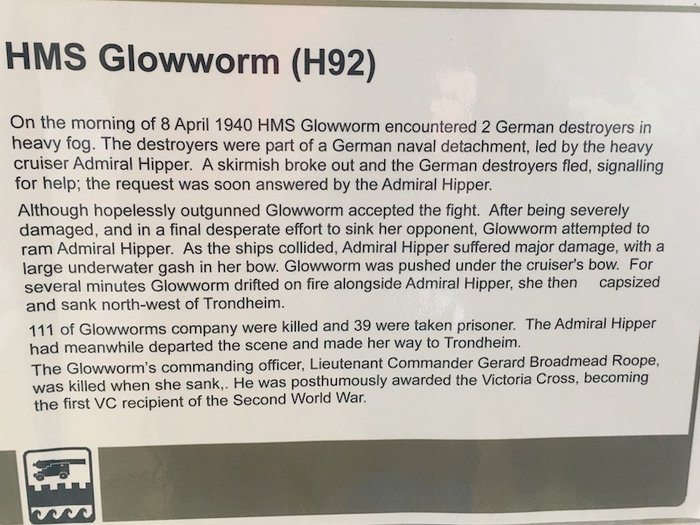 HMS Glowworm (H92)
On the morning of 8 April 1940 HMS Glowworm encountered 2 German destroyers in
heavy fog. The destroyers were part of a German naval detachment, led by the heavy
cruiser Admiral Hipper. A skirmish broke out and the German destroyers fled, signalling
for help; the request was soon answered by the Admiral Hipper.
Although hopelessly outgunned Glowworm accepted the fight. After being severely
damaged, and in a final desperate effort to sink her opponent, Glowworm attempted to
ram Admiral Hipper. As the ships collided, Admiral Hipper suffered major damage, with a
large underwater gash in her bow. Glowworm was pushed under the cruiser's bow. For
several minutes Glowworm drifted on fire alongside Admiral Hipper, she then capsized
and sank north-west of Trondheim.
111 of Glowworms company were killed and 39 were taken prisoner. The Admiral Hipper
had meanwhile departed the scene and made her way to Trondheim.
The Glowworm's commanding officer, Lieutenant Commander Gerard Broadmead Roope,
was killed when she sank,. He was posthumously awarded the Victoria Cross, becoming
the first VC recipient of the Second World War.